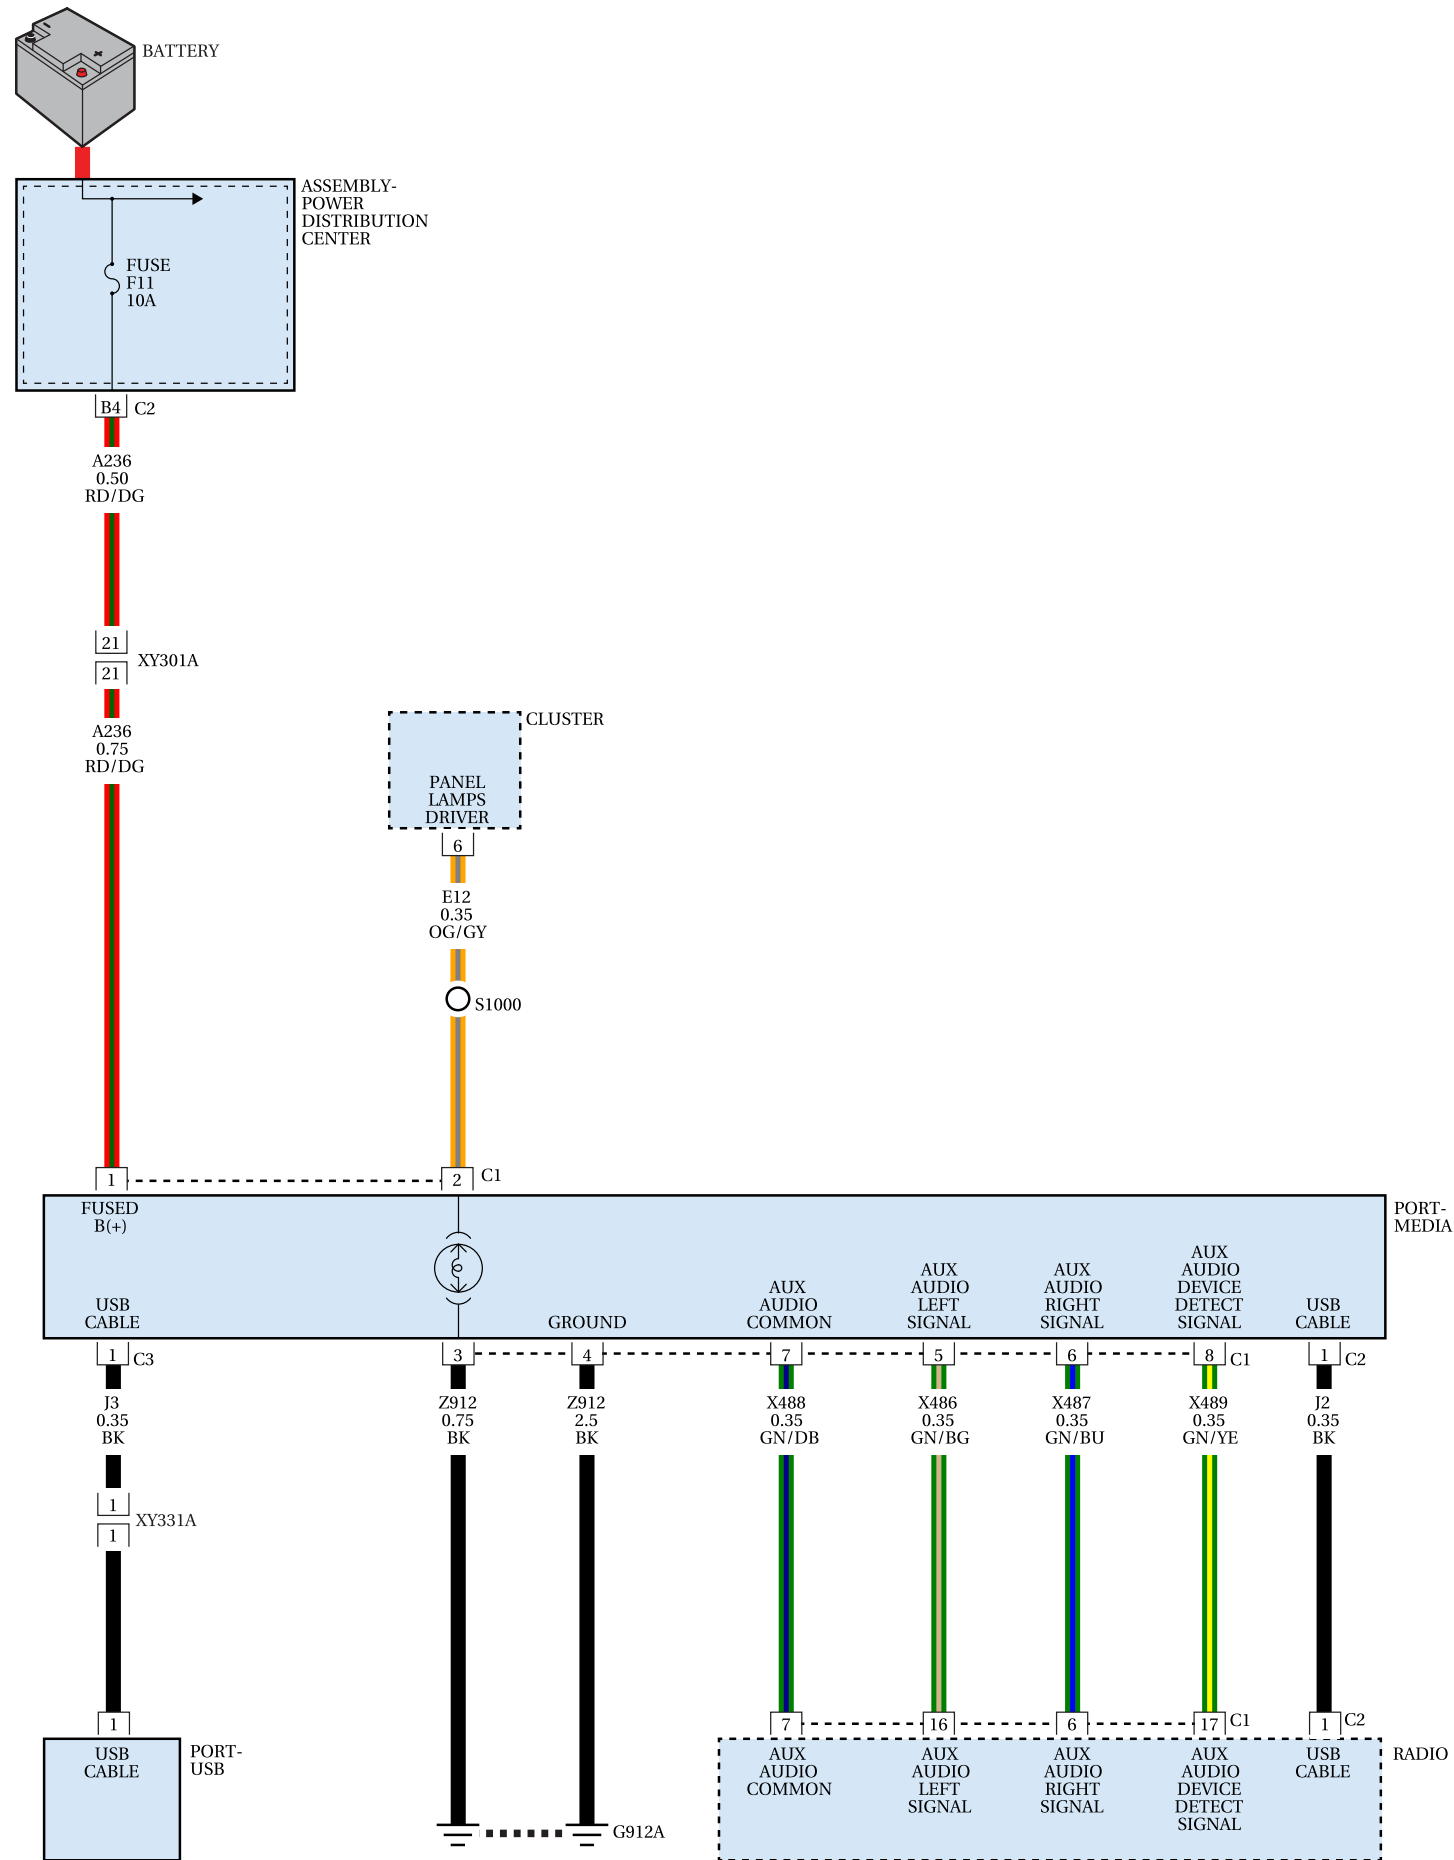 BATTERY
ASSEMBLY-
POWER
DISTRIBUTION
CENTER
FUSE
F11
10A
B4 C2
A236
0.50
RD/DG
21
XY301A
21
A236
0.75
RD/DG
CLUSTER
PANEL
LAMPS
DRIVER
6
E12
0.35
OG/GY
S1000
1 2 C1
FUSED
B(+)
PORT-
MEDIA
USB
CABLE
GROUND
AUX
AUDIO
COMMON
AUX
AUDIO
LEFT
SIGNAL
AUX
AUDIO
RIGHT
SIGNAL
AUX
AUDIO
DEVICE
DETECT
SIGNAL
USB
CABLE
1 C3 3 4 7 5 6 8 C1 1 C2
J3
0.35
BK
Z912
0.75
BK
Z912
2.5
BK
X488
0.35
GN/DB
X486
0.35
GN/BG
X487
0.35
GN/BU
X489
0.35
GN/YE
J2
0.35
BK
1
XY331A
1
1 7 16 6 17 C1 1 C2
USB
CABLE
PORT-
USB
G912A
AUX
AUDIO
COMMON
AUX
AUDIO
LEFT
SIGNAL
AUX
AUDIO
RIGHT
SIGNAL
AUX
AUDIO
DEVICE
DETECT
SIGNAL
USB
CABLE
RADIO